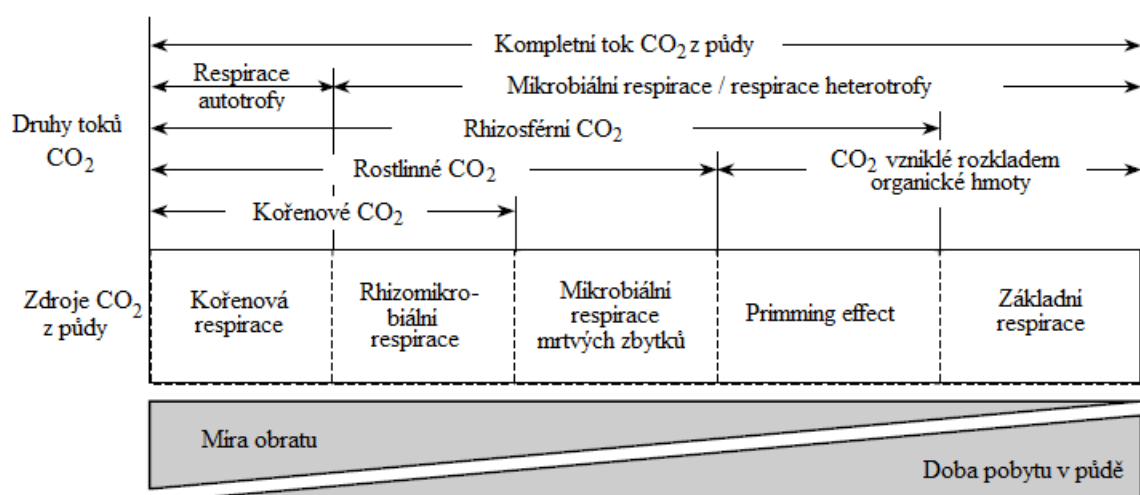 Kompletní tok CO2 z půdy
Respirace
autotrofy
Mikrobiální respirace / respirace heterotrofy
Druhy toků
CO2
Rhizosférní CO2
Rostlinné CO2
CO2 vzniklé rozkladem
organické hmoty
Kořenové CO2
Zdroje CO2
z půdy
Kořenová
respirace
Rhizomikro-
biální
respirace
Mikrobiální
respirace
mrtvých zbytků
Primming effect
Základní
respirace
Míra obratu
Doba pobytu v půdě